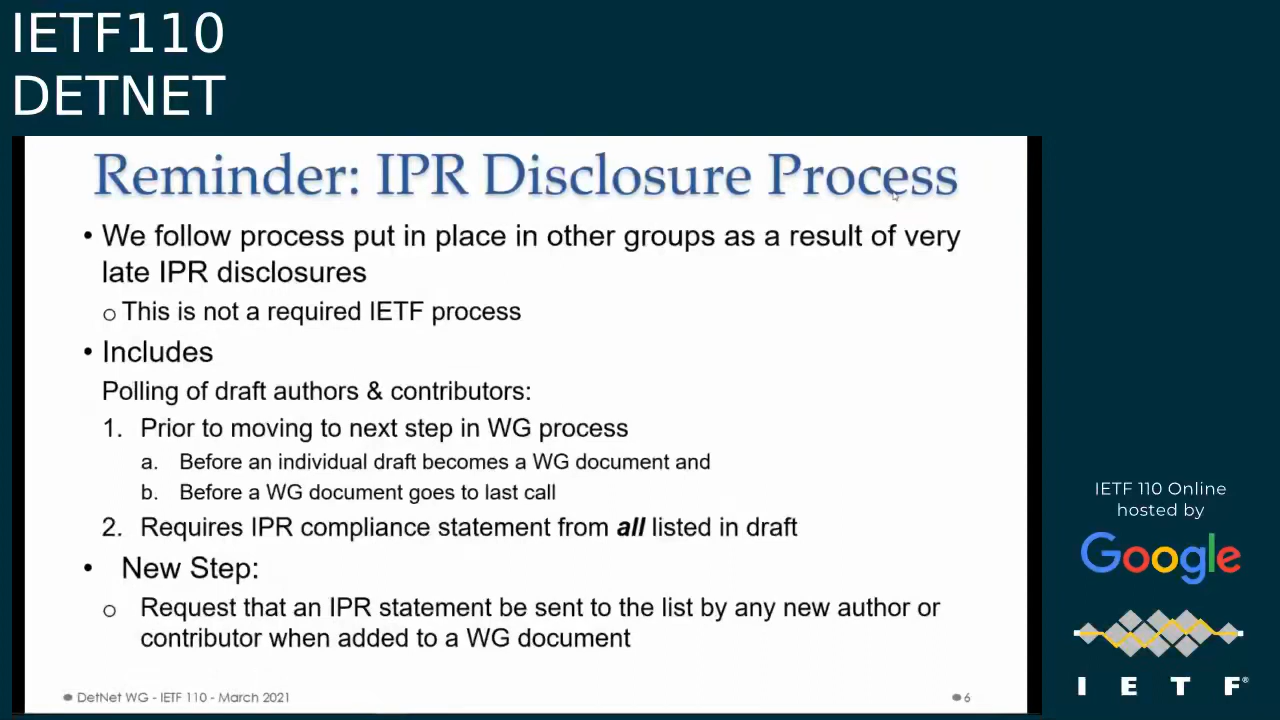 IETF110
DETNET
Reminder: IPR Disclosure Process
• We follow process put in place in other groups as a result of very
late IPR disclosures
o This is not a required IETF process
• Includes
Polling of draft authors & contributors:
1. Prior to moving to next step in WG process
a. Before an individual draft becomes a WG document and
b. Before a WG document goes to last call
2. Requires IPR compliance statement from all listed in draft
• New Step:
o Request that an IPR statement be sent to the list by any new author or
contributor when added to a WG document
DetNet WG - IETF 110 - March 2021
6
IETF 110 Online
hosted by
Google
I E T F®